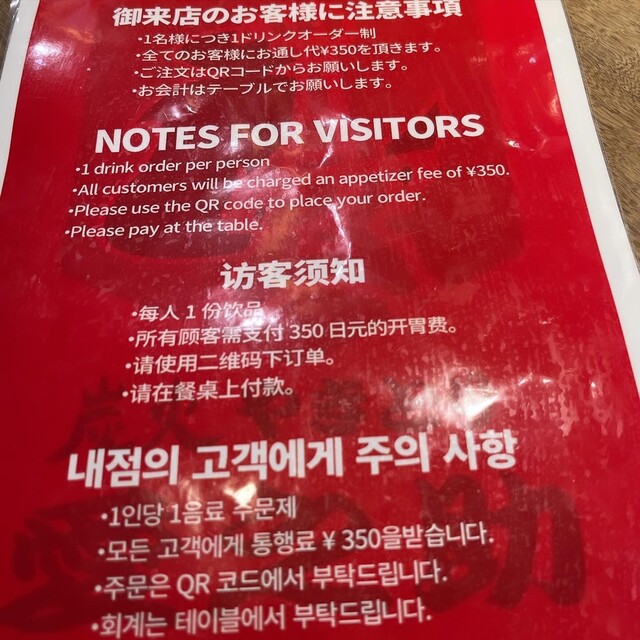 御来店のお客様に注意事項
・1名様につき1ドリンクオーダー制
・全てのお客様にお通し代¥350を頂きます。
・ご注文はQRコードからお願いします。
・お会計はテーブルでお願いします。
NOTES FOR VISITORS
・1 drink order per person
・All customers will be charged an appetizer fee of ¥350.
・Please use the QR code to place your order.
・Please pay at the table.
访客须知
・每人 1 份饮品
・所有顾客需支付 350 日元的开胃费。
・请使用二维码下订单。
・请在餐桌上付款。
내점의 고객에게 주의 사항
・1인당 1음료 주문제
・모든 고객에게 통행료 ¥ 350을받습니다.
・주문은 QR 코드에서 부탁드립니다.
・회계는 테이블에서 부탁드립니다.